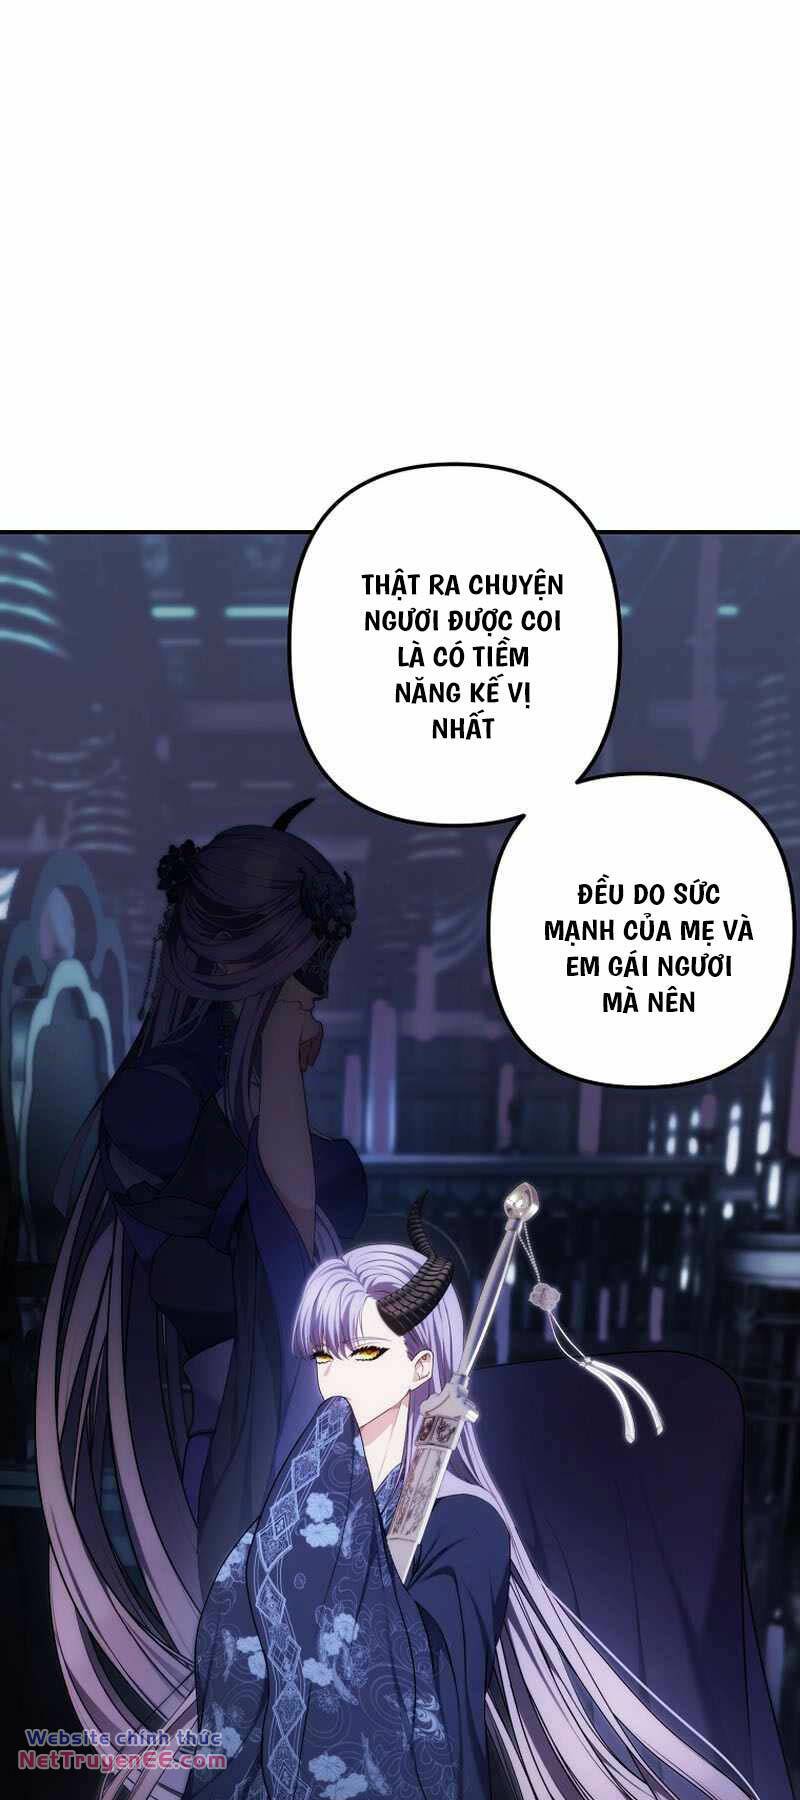 THẬT RA CHUYỆN
NGƯƠI ĐƯỢC COI
LÀ CÓ TIỀM
NĂNG KẾ VỊ
NHẤT
ĐỀU DO SỨC
MẠNH CỦA MẸ VÀ
EM GÁI NGƯƠI
MÀ NÊN
Website chính thức
NetTruyenEE.com